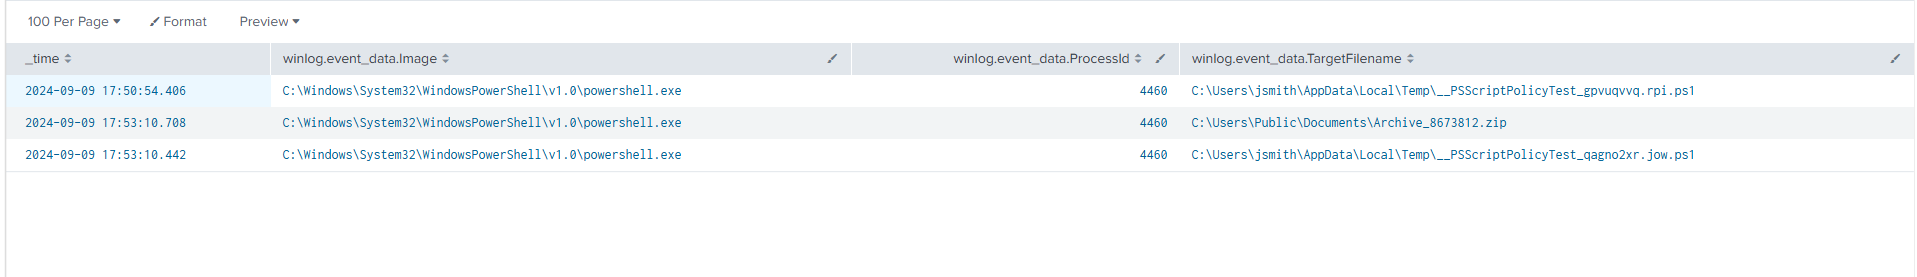 100 Per Page Format Preview
_time winlog.event_data.Image winlog.event_data.ProcessId winlog.event_data.TargetFilename
2024-09-09 17:50:54.406 C:\Windows\System32\WindowsPowerShell\v1.0\powershell.exe 4460 C:\Users\jsmith\AppData\Local\Temp\__PSScriptPolicyTest_gpvuqvvq.rpi.ps1
2024-09-09 17:53:10.708 C:\Windows\System32\WindowsPowerShell\v1.0\powershell.exe 4460 C:\Users\Public\Documents\Archive_8673812.zip
2024-09-09 17:53:10.442 C:\Windows\System32\WindowsPowerShell\v1.0\powershell.exe 4460 C:\Users\jsmith\AppData\Local\Temp\__PSScriptPolicyTest_qagno2xr.jow.ps1